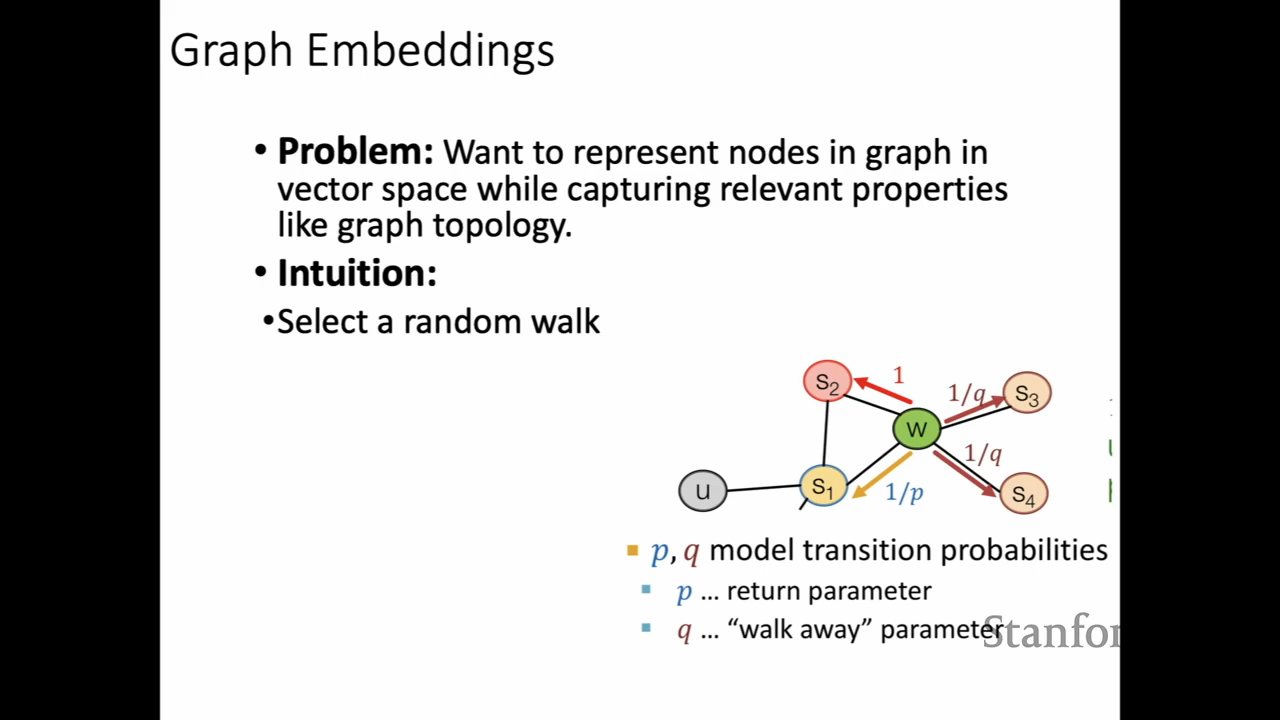 Graph Embeddings
• Problem: Want to represent nodes in graph in
vector space while capturing relevant properties
like graph topology.
• Intuition:
•Select a random walk
s2
1
1/q
s3
w
1/q
u
s1
1/p
s4
p, q model transition probabilities
p … return parameter
q … “walk away” parameter
Stanfor